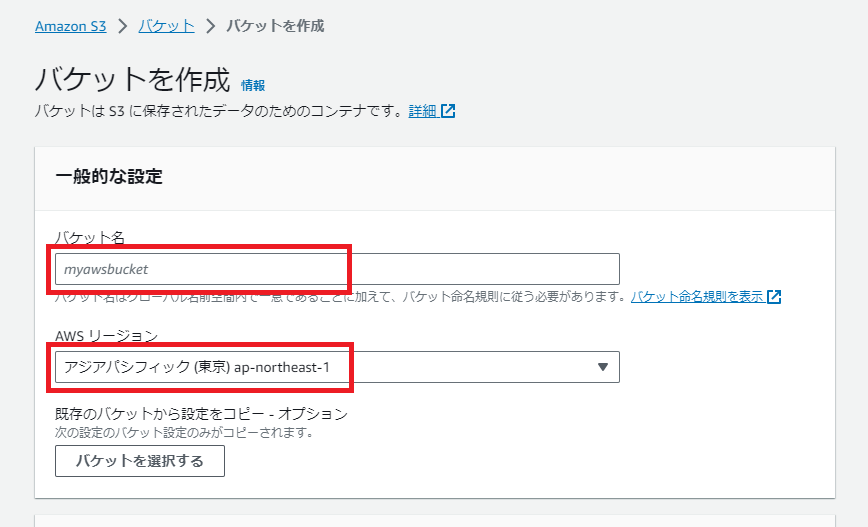 Amazon S3 > バケット > バケットを作成
バケットを作成 情報
バケットは S3 に保存されたデータのためのコンテナです。詳細
一般的な設定
バケット名
myawsbucket
バケット名はグローバル名前空間内で一意であることに加えて、バケット命名規則に従う必要があります。バケット命名規則を表示
AWS リージョン
アジアパシフィック (東京) ap-northeast-1
既存のバケットから設定をコピー - オプション
次の設定のバケット設定のみがコピーされます。
バケットを選択する